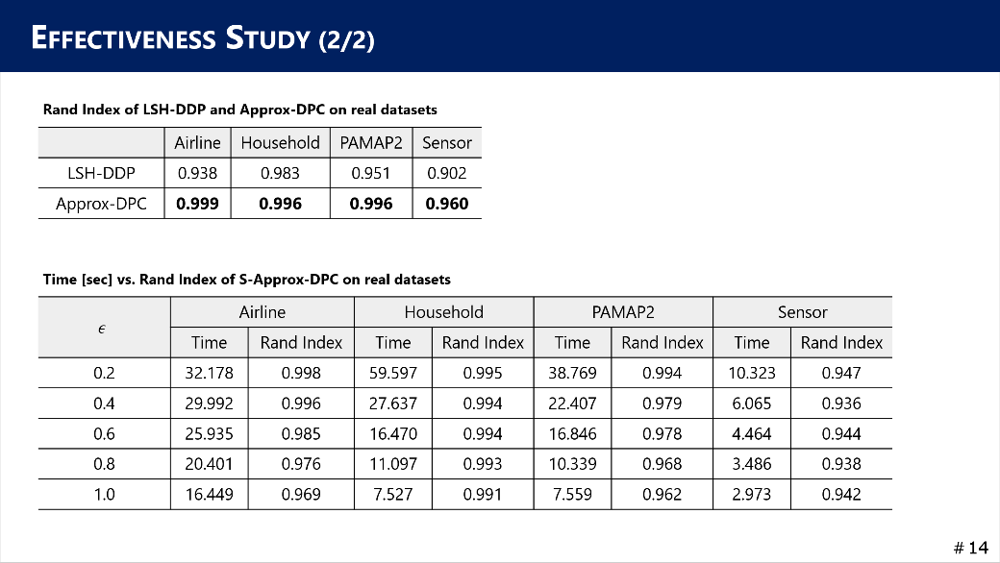 EFFECTIVENESS STUDY (2/2)
Rand Index of LSH-DDP and Approx-DPC on real datasets
Airline Household PAMAP2 Sensor
LSH-DDP 0.938 0.983 0.951 0.902
Approx-DPC 0.999 0.996 0.996 0.960
Time [sec] vs. Rand Index of S-Approx-DPC on real datasets
ϵ Airline Household PAMAP2 Sensor
Time Rand Index Time Rand Index Time Rand Index Time Rand Index
0.2 32.178 0.998 59.597 0.995 38.769 0.994 10.323 0.947
0.4 29.992 0.996 27.637 0.994 22.407 0.979 6.065 0.936
0.6 25.935 0.985 16.470 0.994 16.846 0.978 4.464 0.944
0.8 20.401 0.976 11.097 0.993 10.339 0.968 3.486 0.938
1.0 16.449 0.969 7.527 0.991 7.559 0.962 2.973 0.942
# 14